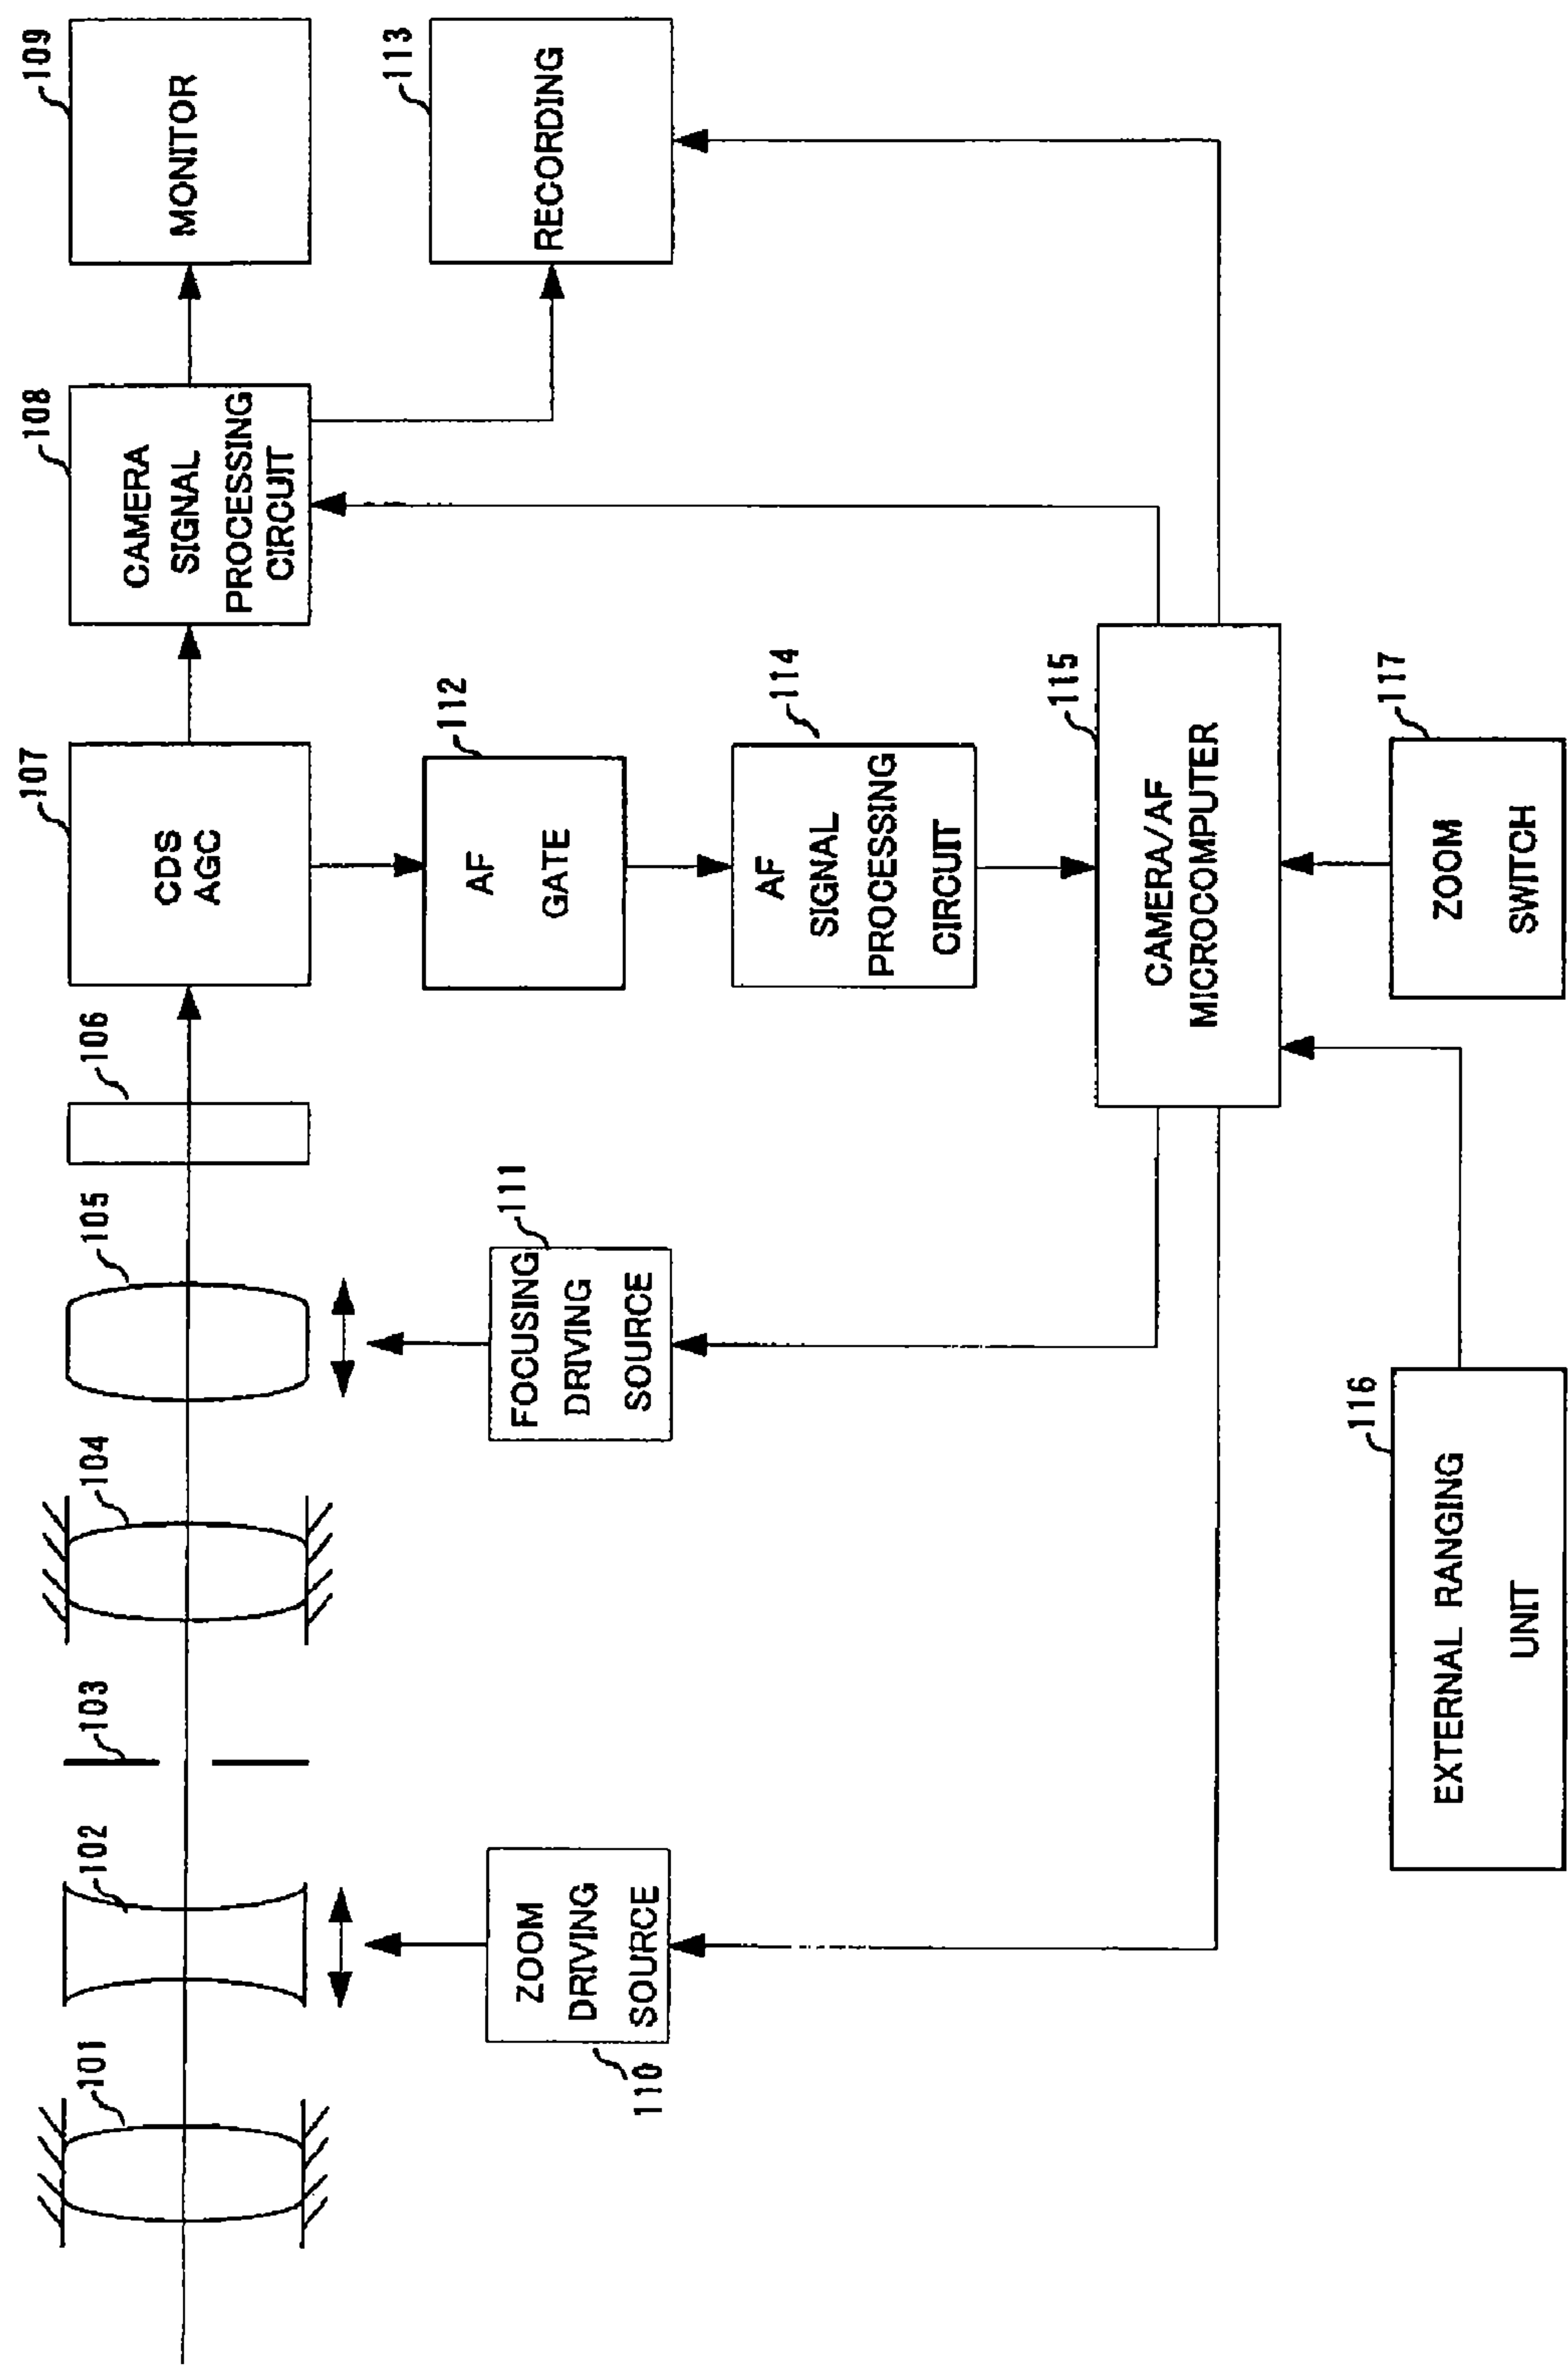 101
102
103
104
105
106
107
CDS
AGC
108
CAMERA
SIGNAL
PROCESSING
CIRCUIT
109
MONITOR
110
ZOOM
DRIVING
SOURCE
111
FOCUSING
DRIVING
SOURCE
112
AF
GATE
113
RECORDING
114
AF
SIGNAL
PROCESSING
CIRCUIT
115
CAMERA/AF
MICROCOMPUTER
116
EXTERNAL RANGING
UNIT
117
ZOOM
SWITCH